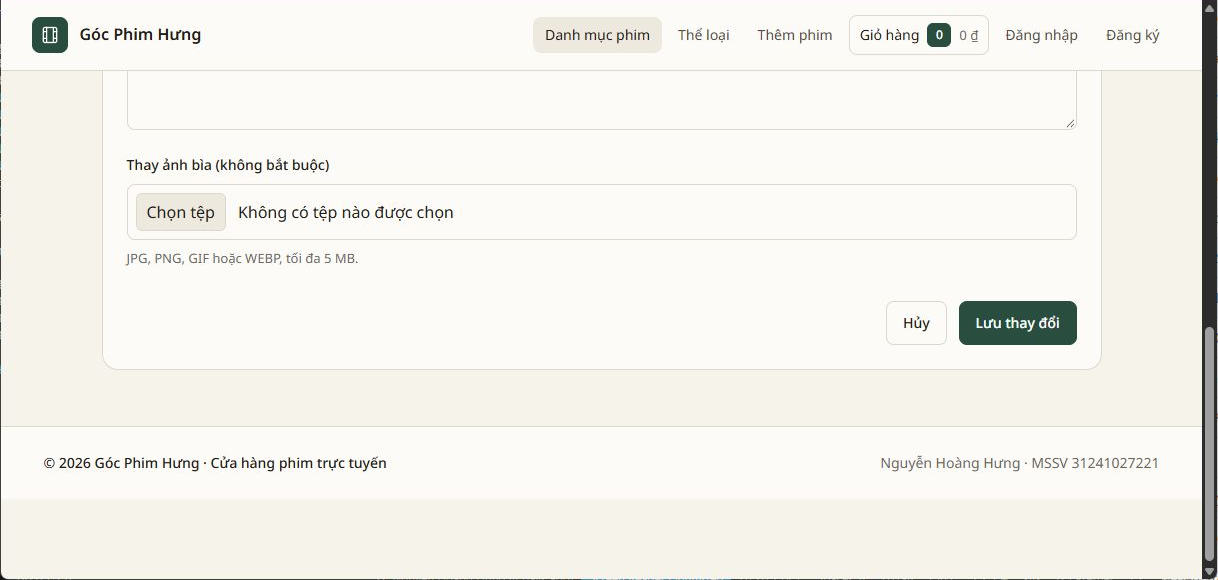 Góc Phim Hưng
Danh mục phim Thể loại Thêm phim Giỏ hàng 0 0 ₫ Đăng nhập Đăng ký
Thay ảnh bìa (không bắt buộc)
Chọn tệp Không có tệp nào được chọn
JPG, PNG, GIF hoặc WEBP, tối đa 5 MB.
Hủy Lưu thay đổi
© 2026 Góc Phim Hưng · Cửa hàng phim trực tuyến
Nguyễn Hoàng Hưng · MSSV 31241027221